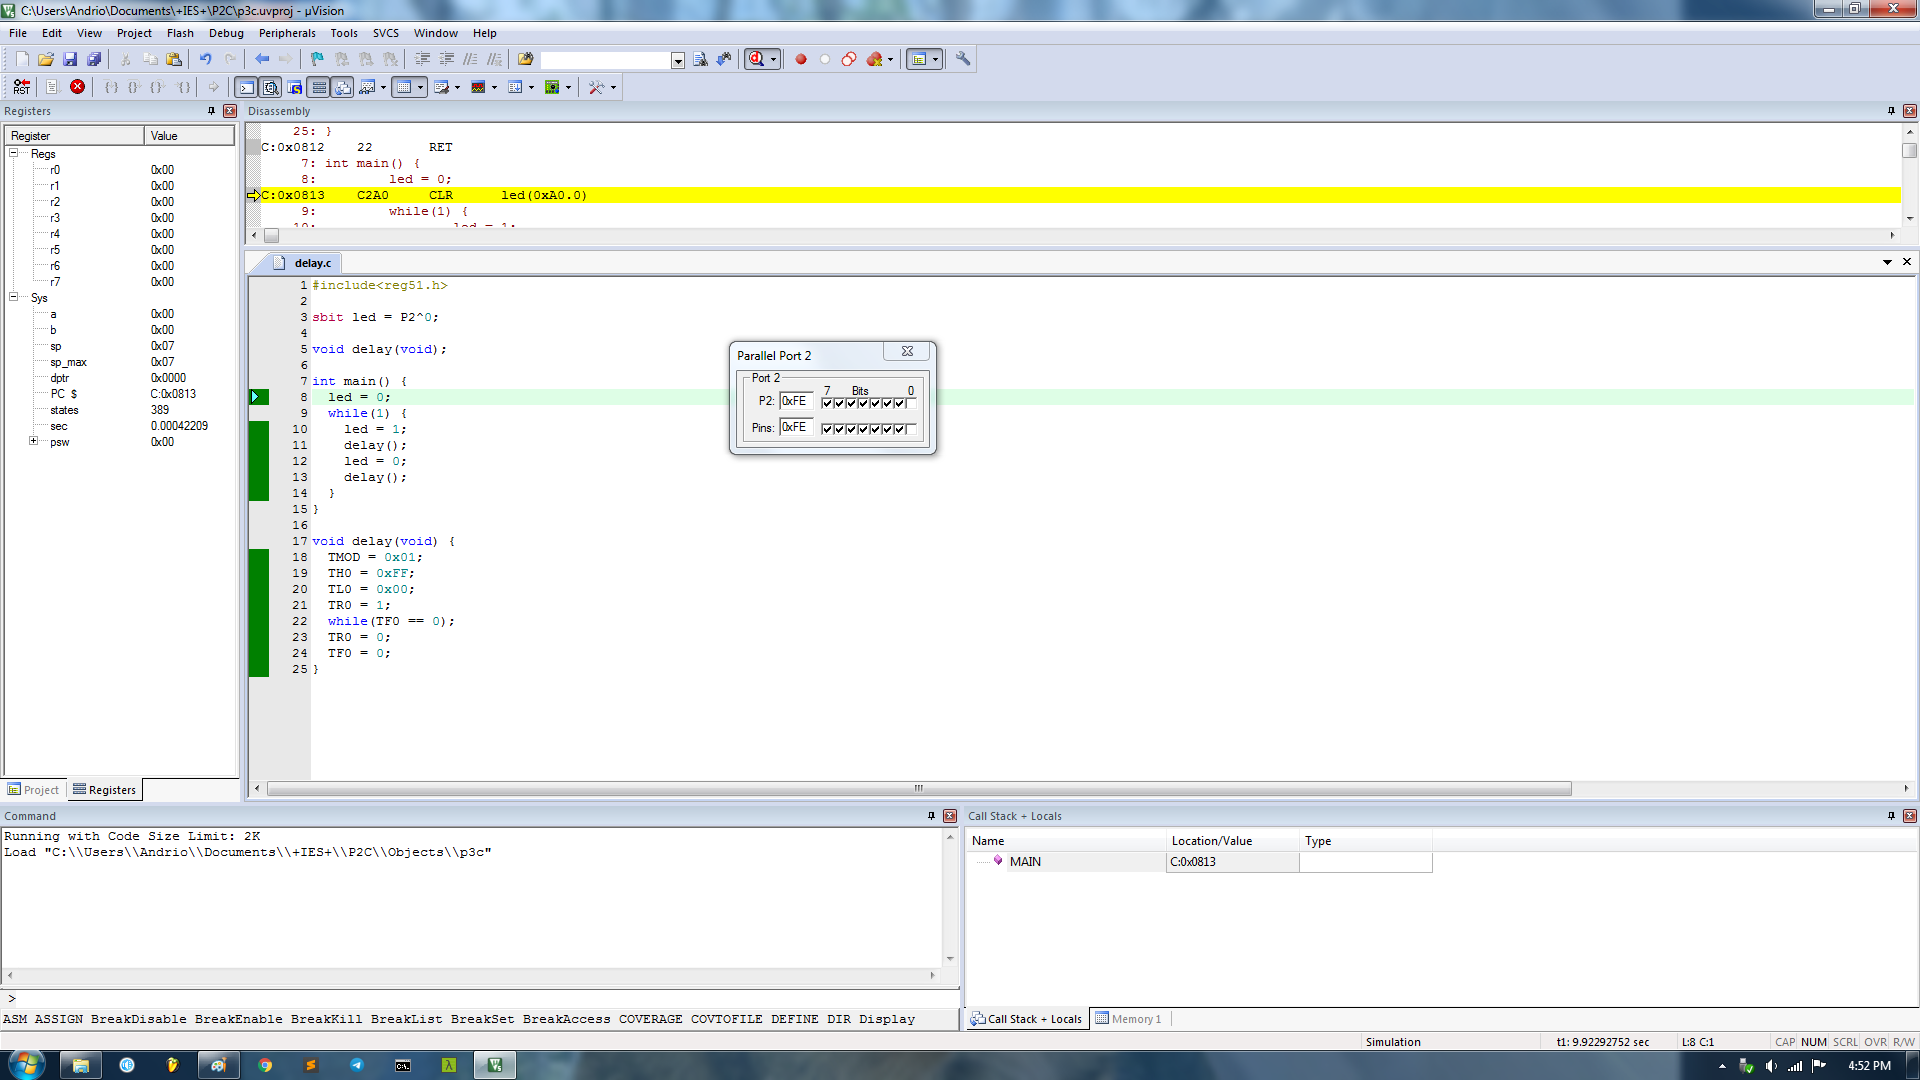 C:\Users\Andrio\Documents\+IES+\P2C\p3c.uvproj - µVision
File Edit View Project Flash Debug Peripherals Tools SVCS Window Help
Registers
Register Value
Regs
r0 0x00
r1 0x00
r2 0x00
r3 0x00
r4 0x00
r5 0x00
r6 0x00
r7 0x00
Sys
a 0x00
b 0x00
sp 0x07
sp_max 0x07
dptr 0x0000
PC $ C:0x0813
states 389
sec 0.00042209
psw 0x00
Project Registers
Disassembly
25: }
C:0x0812 22 RET
7: int main() {
8: led = 0;
C:0x0813 C2A0 CLR led(0xA0.0)
9: while(1) {
10: led = 1;
delay.c
1 #include<reg51.h>
2
3 sbit led = P2^0;
4
5 void delay(void);
6
7 int main() {
8 led = 0;
9 while(1) {
10 led = 1;
11 delay();
12 led = 0;
13 delay();
14 }
15 }
16
17 void delay(void) {
18 TMOD = 0x01;
19 TH0 = 0xFF;
20 TL0 = 0x00;
21 TR0 = 1;
22 while(TF0 == 0);
23 TR0 = 0;
24 TF0 = 0;
25 }
Parallel Port 2
Port 2
7 Bits 0
P2: 0xFE
Pins: 0xFE
Command
Running with Code Size Limit: 2K
Load "C:\\Users\\Andrio\\Documents\\+IES+\\P2C\\Objects\\p3c"
>
ASM ASSIGN BreakDisable BreakEnable BreakKill BreakList BreakSet BreakAccess COVERAGE COVTOFILE DEFINE DIR Display
Call Stack + Locals
Name Location/Value Type
MAIN C:0x0813
Call Stack + Locals Memory 1
Simulation t1: 9.92292752 sec L:8 C:1 CAP NUM SCRL OVR R/W
4:52 PM